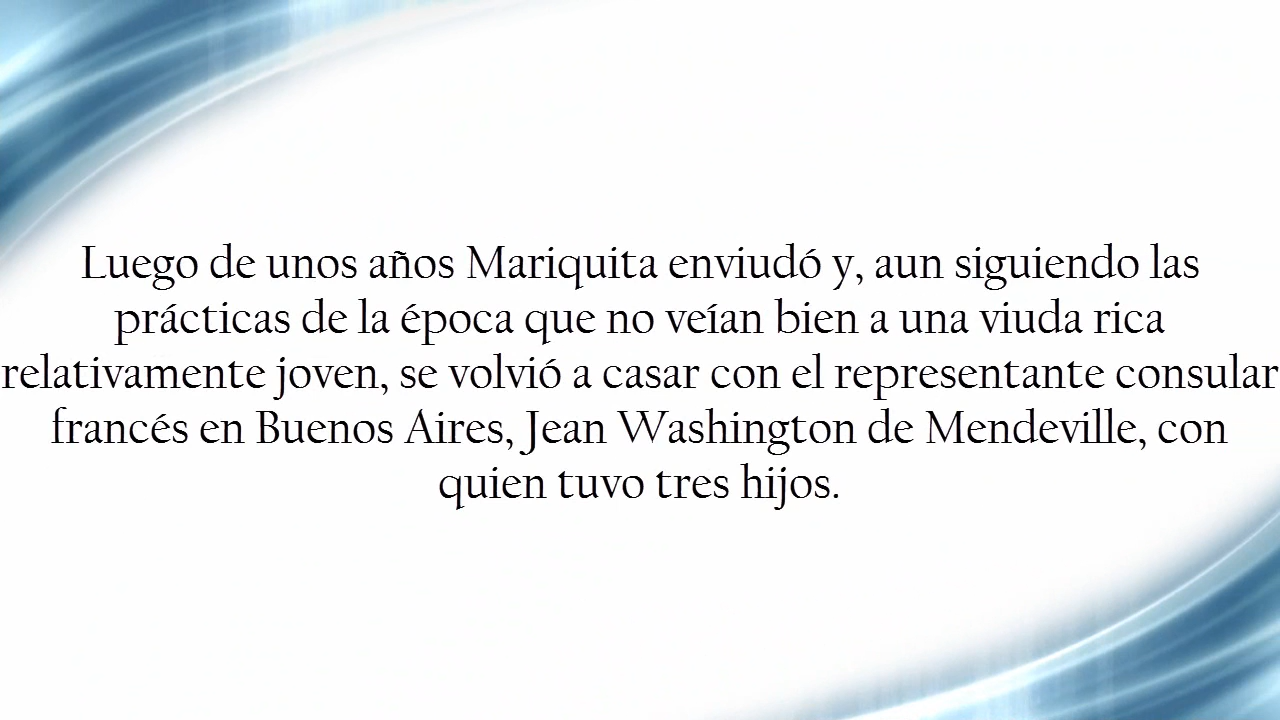 Luego de unos años Mariquita enviudó y, aun siguiendo las
prácticas de la época que no veían bien a una viuda rica
relativamente joven, se volvió a casar con el representante consular
francés en Buenos Aires, Jean Washington de Mendeville, con
quien tuvo tres hijos.